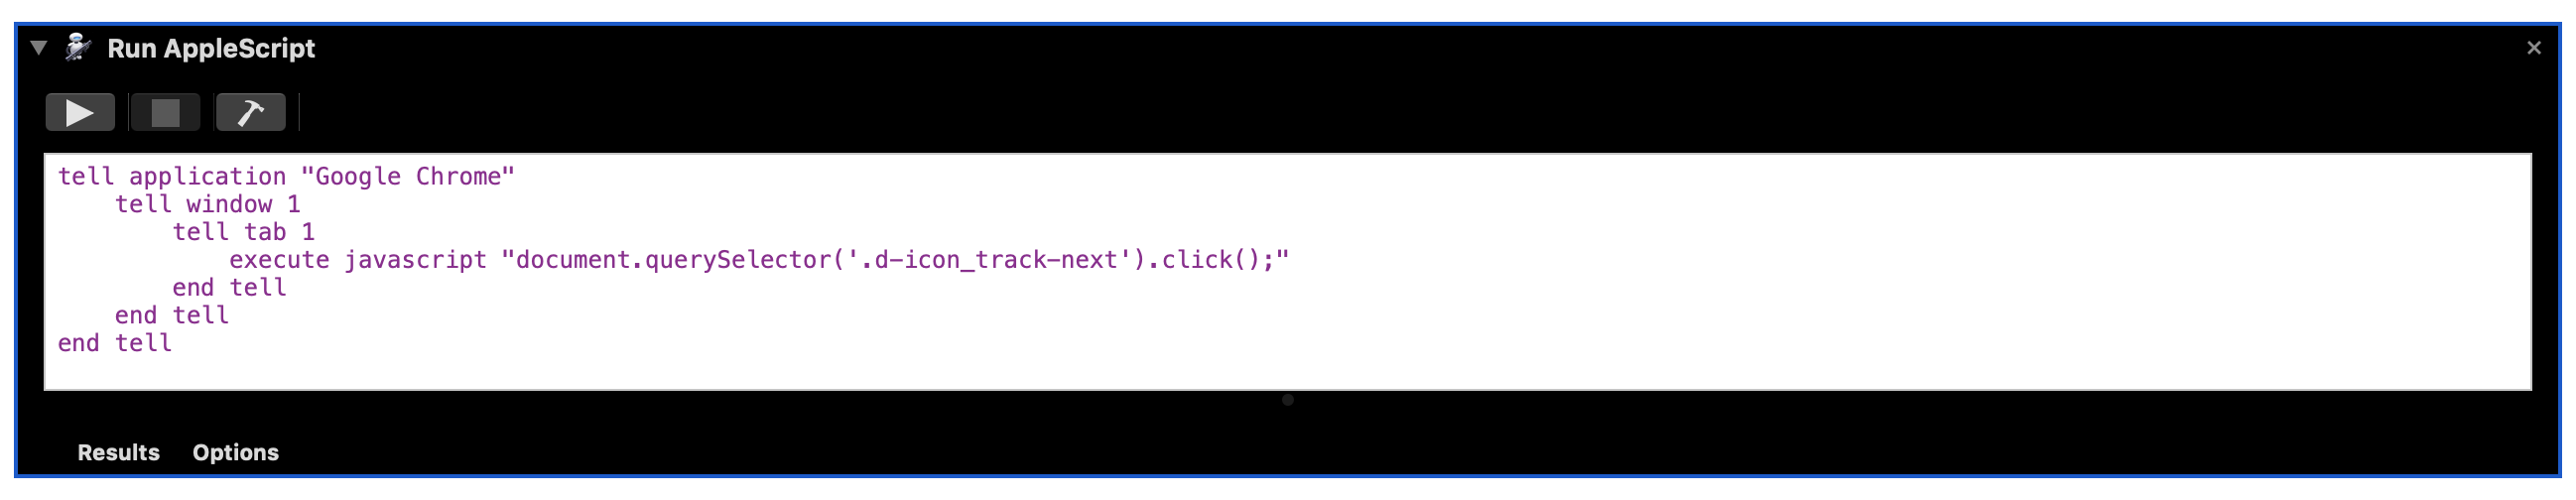 Run AppleScript
tell application "Google Chrome"
    tell window 1
        tell tab 1
            execute javascript "document.querySelector('.d-icon_track-next').click();"
        end tell
    end tell
end tell
Results Options